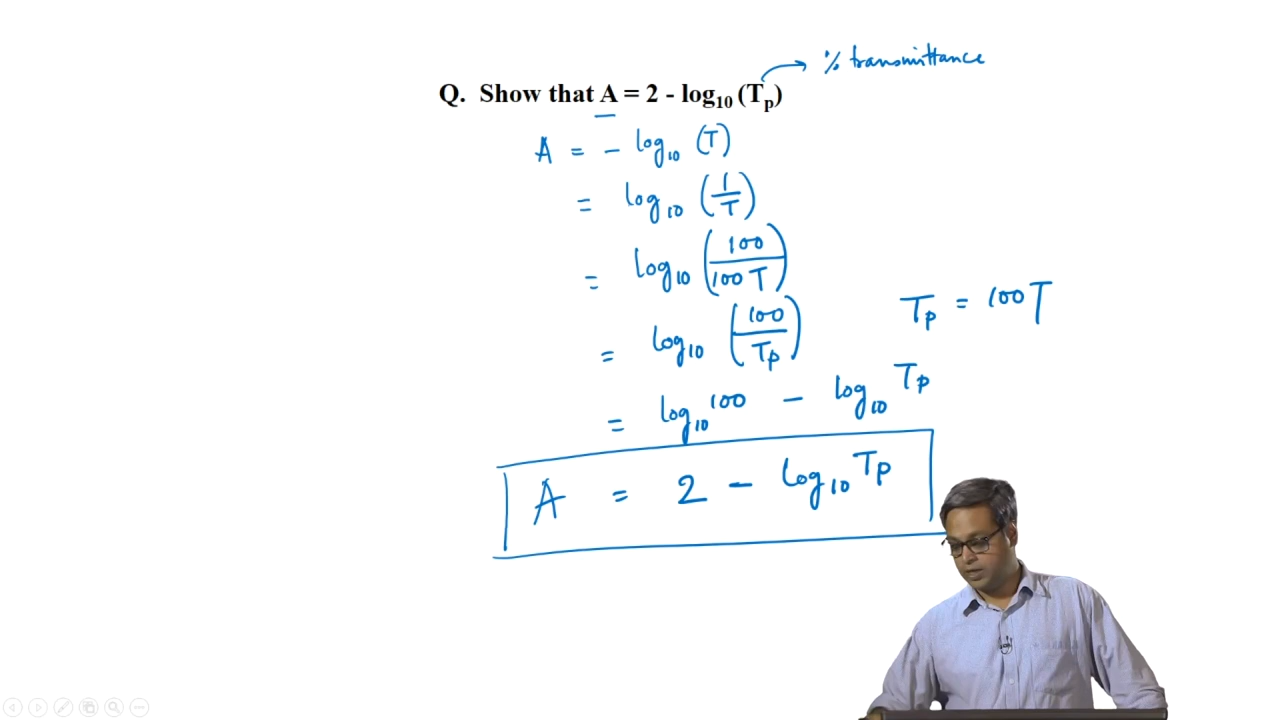 % transmittance
Q. Show that A = 2 - log₁₀ (Tₚ)
A = - log₁₀ (T)
= log₁₀ (1/T)
= log₁₀ (100/100 T)
= log₁₀ (100/Tₚ)
Tₚ = 100T
= log₁₀ 100 - log₁₀ Tₚ
A = 2 - log₁₀ Tₚ